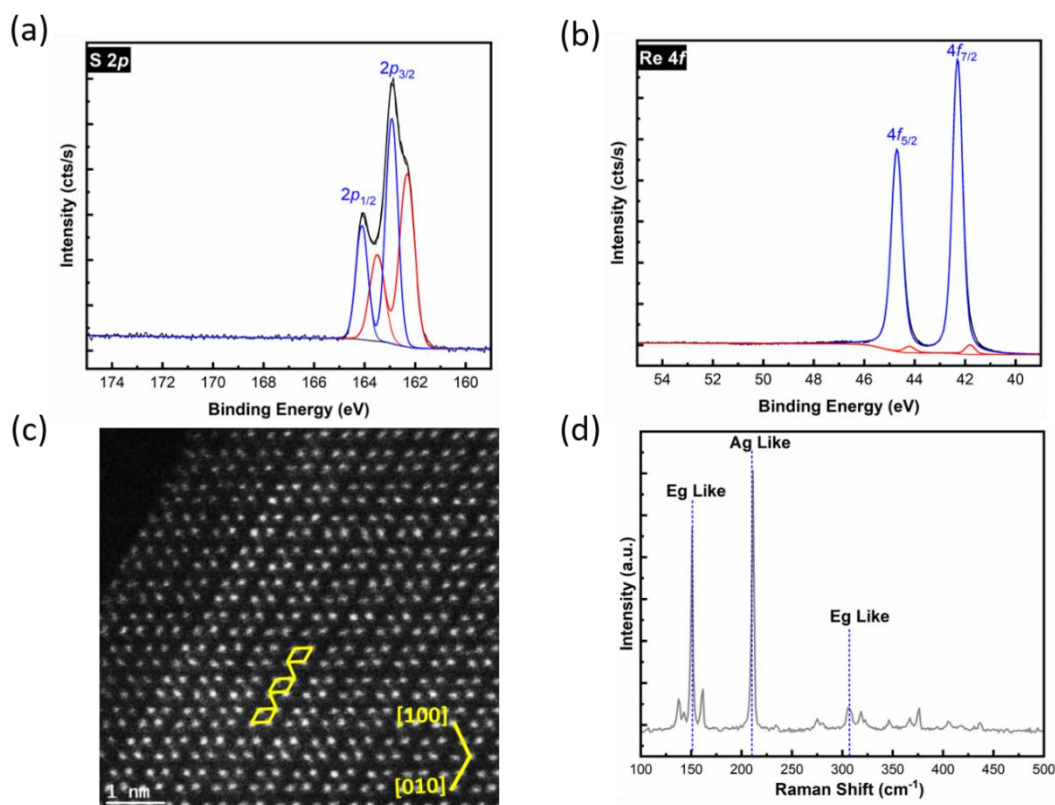 (a)
S 2p
2p3/2
2p1/2
Intensity (cts/s)
174 172 170 168 166 164 162 160
Binding Energy (eV)
(b)
Re 4f
4f7/2
4f5/2
Intensity (cts/s)
54 52 50 48 46 44 42 40
Binding Energy (eV)
(c)
[100]
[010]
1 nm
(d)
Ag Like
Eg Like
Eg Like
Intensity (a.u.)
100 150 200 250 300 350 400 450 500
Raman Shift (cm-1)